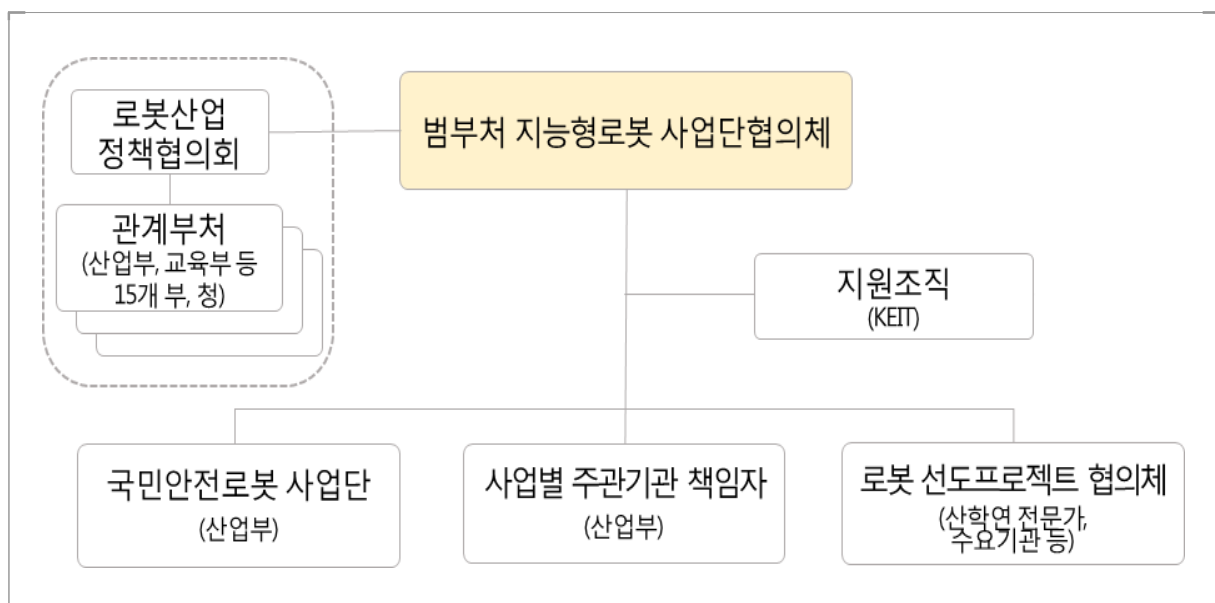 로봇산업
정책협의회
범부처 지능형로봇 사업단협의체
관계부처
(산업부, 교육부 등
15개 부, 청)
지원조직
(KEIT)
국민안전로봇 사업단
(산업부)
사업별 주관기관 책임자
(산업부)
로봇 선도프로젝트 협의체
(산학연 전문가,
수요기관 등)